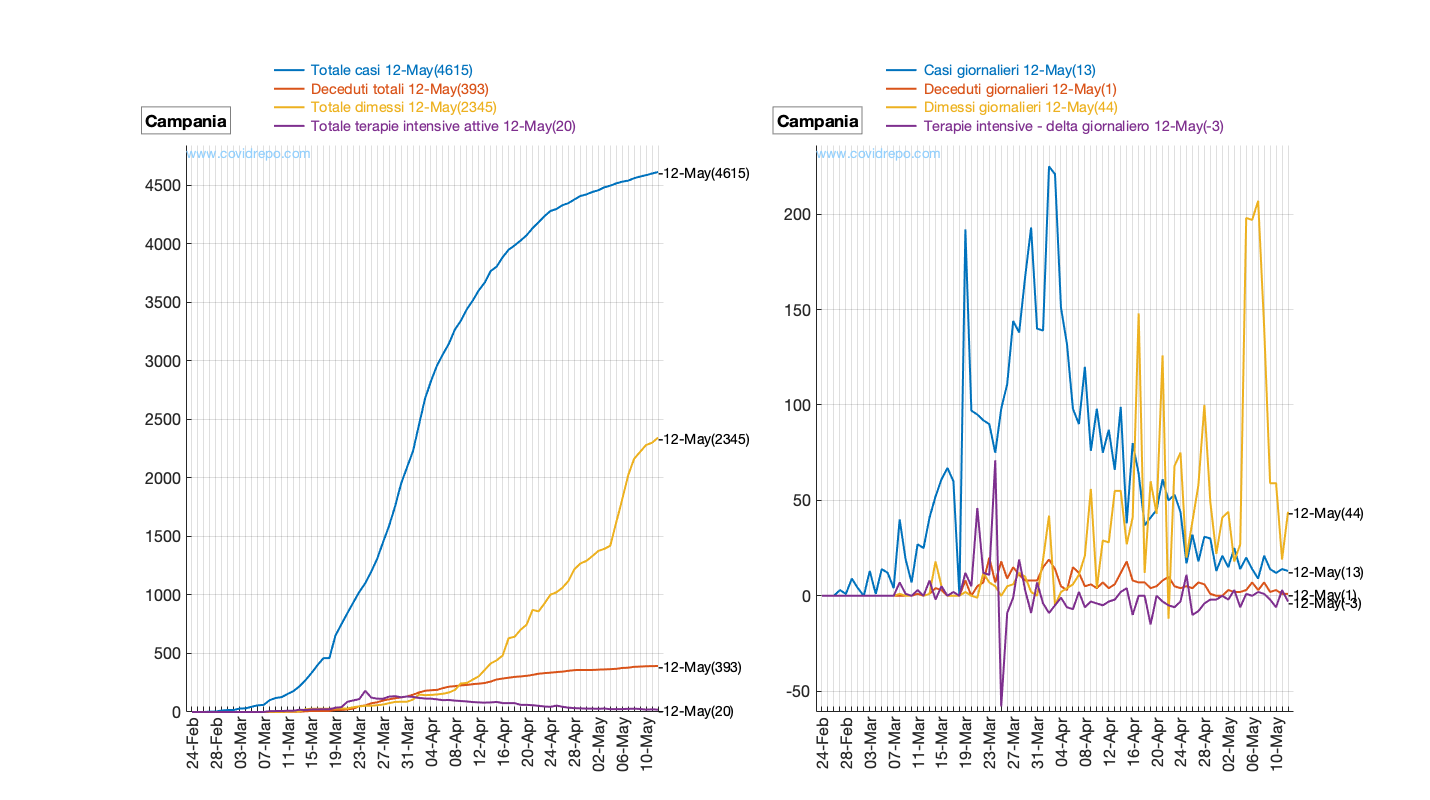 Totale casi 12-May(4615)
Deceduti totali 12-May(393)
Totale dimessi 12-May(2345)
Totale terapie intensive attive 12-May(20)
Campania
www.covidrepo.com
4500
4000
3500
3000
2500
2000
1500
1000
500
0
12-May(4615)
12-May(2345)
12-May(393)
12-May(20)
24-Feb
28-Feb
03-Mar
07-Mar
11-Mar
15-Mar
19-Mar
23-Mar
27-Mar
31-Mar
04-Apr
08-Apr
12-Apr
16-Apr
20-Apr
24-Apr
28-Apr
02-May
06-May
10-May
Casi giornalieri 12-May(13)
Deceduti giornalieri 12-May(1)
Dimessi giornalieri 12-May(44)
Terapie intensive - delta giornaliero 12-May(-3)
Campania
www.covidrepo.com
200
150
100
50
0
-50
12-May(44)
12-May(13)
12-May(1)
12-May(-3)
24-Feb
28-Feb
03-Mar
07-Mar
11-Mar
15-Mar
19-Mar
23-Mar
27-Mar
31-Mar
04-Apr
08-Apr
12-Apr
16-Apr
20-Apr
24-Apr
28-Apr
02-May
06-May
10-May